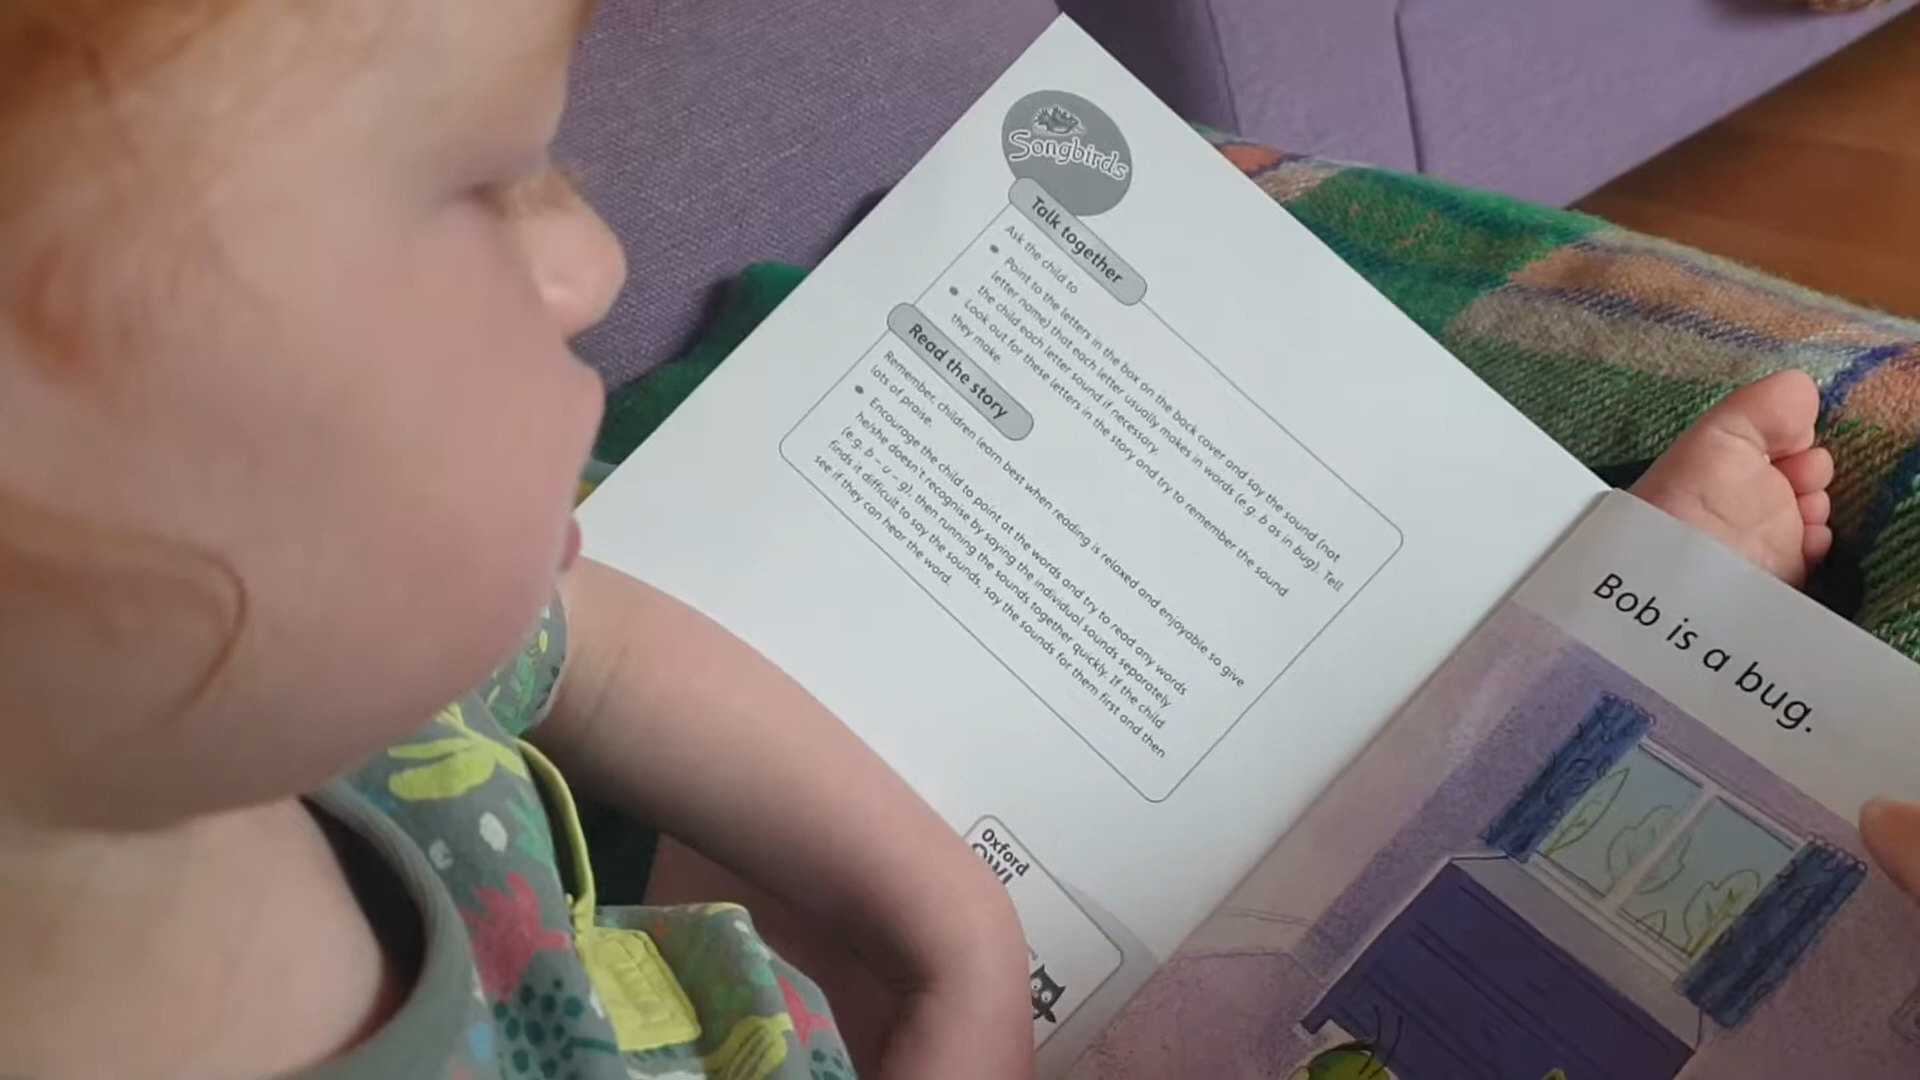 Songbirds
Talk together
Ask the child to
Point to the letters in the box on the back cover and say the sound (not
letter name) that each letter usually makes in words (e.g. b as in bug). Tell
the child each letter sound if necessary.
Look out for these letters in the story and try to remember the sound
they make.
Read the story
Remember, children learn best when reading is relaxed and enjoyable so give
lots of praise.
Encourage the child to point at the words and try to read any words
he/she doesn't recognise by saying the individual sounds separately
(e.g. b – u – g), then running the sounds together quickly. If the child
finds it difficult to say the sounds, say the sounds for them first and then
see if they can hear the word.
Oxford
OWL
Bob is a bug.